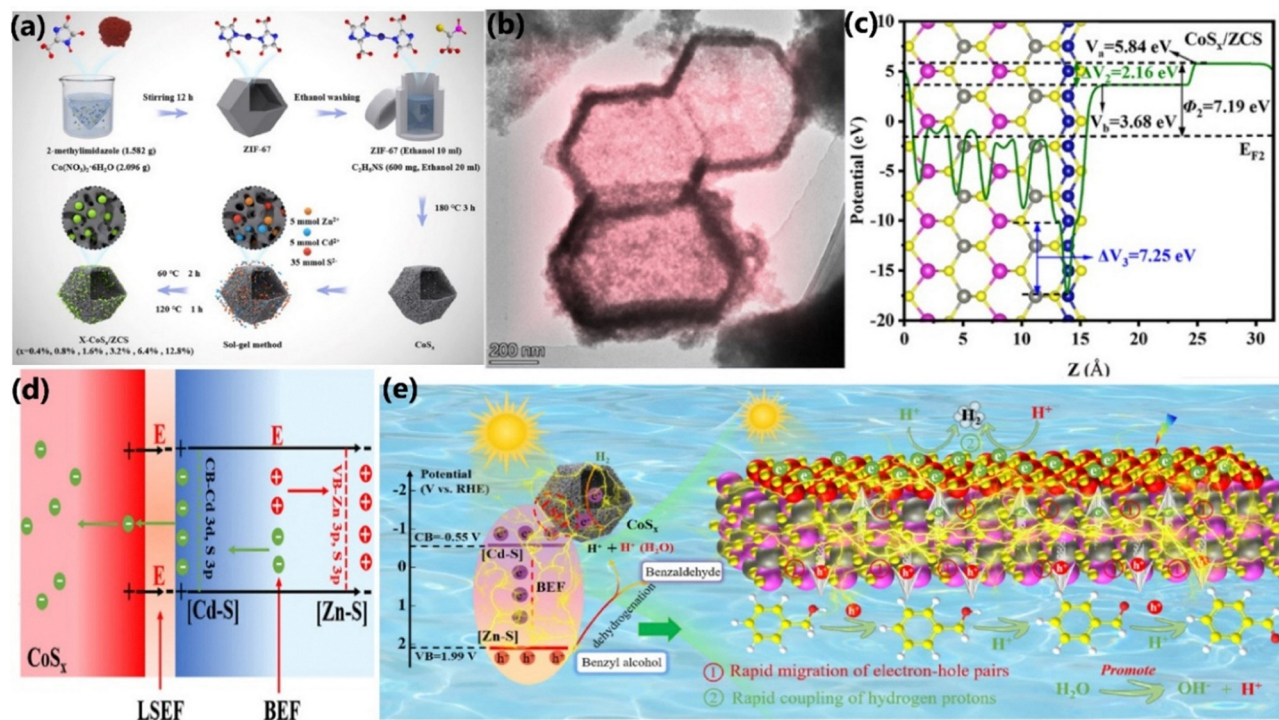 (a)
Stirring 12 h
Ethanol washing
2-methylimidazole (1.582 g)
Co(NO3)2·6H2O (2.096 g)
ZIF-67
ZIF-67 (Ethanol 10 ml)
C2H5NS (600 mg, Ethanol 20 ml)
180 ℃ 3 h
5 mmol Zn2+
5 mmol Cd2+
35 mmol S2-
60 ℃ 2 h
120 ℃ 1 h
X-CoSx/ZCS
(x=0.4%, 0.8% , 1.6% , 3.2% , 6.4% , 12.8%)
Sol-gel method
CoSx
(b)
200 nm
(c)
CoSx/ZCS
Va=5.84 eV
ΔV2=2.16 eV
Φ2=7.19 eV
Vb=3.68 eV
EF2
ΔV3=7.25 eV
Potential (eV)
5
0
-5
-10
-15
-20
0 5 10 15 20 25 30
Z (Å)
(d)
E
E
E
CB-Cd 3d, S 3p
VB-Zn 3p, S 3p
[Cd-S]
[Zn-S]
CoSx
LSEF
BEF
(e)
Potential
(V vs. RHE)
-2
-1
0
1
2
CB=-0.55 V
VB=1.99 V
[Cd-S]
[Zn-S]
BEF
e-
h+ h+ h+
H2
CoSx
H+ + H+ (H2O)
Benzaldehyde
dehydrogenation
Benzyl alcohol
H+
H2
H+
2
1
h+
H+
h+
H+
1 Rapid migration of electron-hole pairs
2 Rapid coupling of hydrogen protons
Promote
H2O OH- + H+